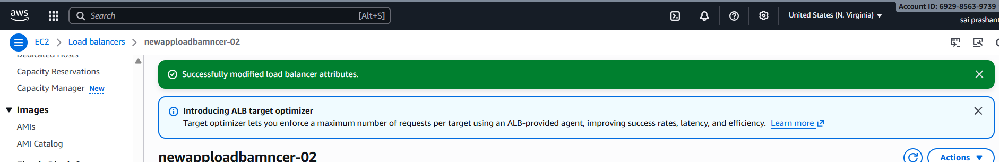 aws
Search
[Alt+S]
United States (N. Virginia)
Account ID: 6929-8563-9739
sai prashant
EC2
Load balancers
newapploadbamncer-02
Dedicated Hosts
Capacity Reservations
Capacity Manager New
Images
AMIs
AMI Catalog
Successfully modified load balancer attributes.
Introducing ALB target optimizer
Target optimizer lets you enforce a maximum number of requests per target using an ALB-provided agent, improving success rates, latency, and efficiency. Learn more
newapploadbamncer-02
Actions